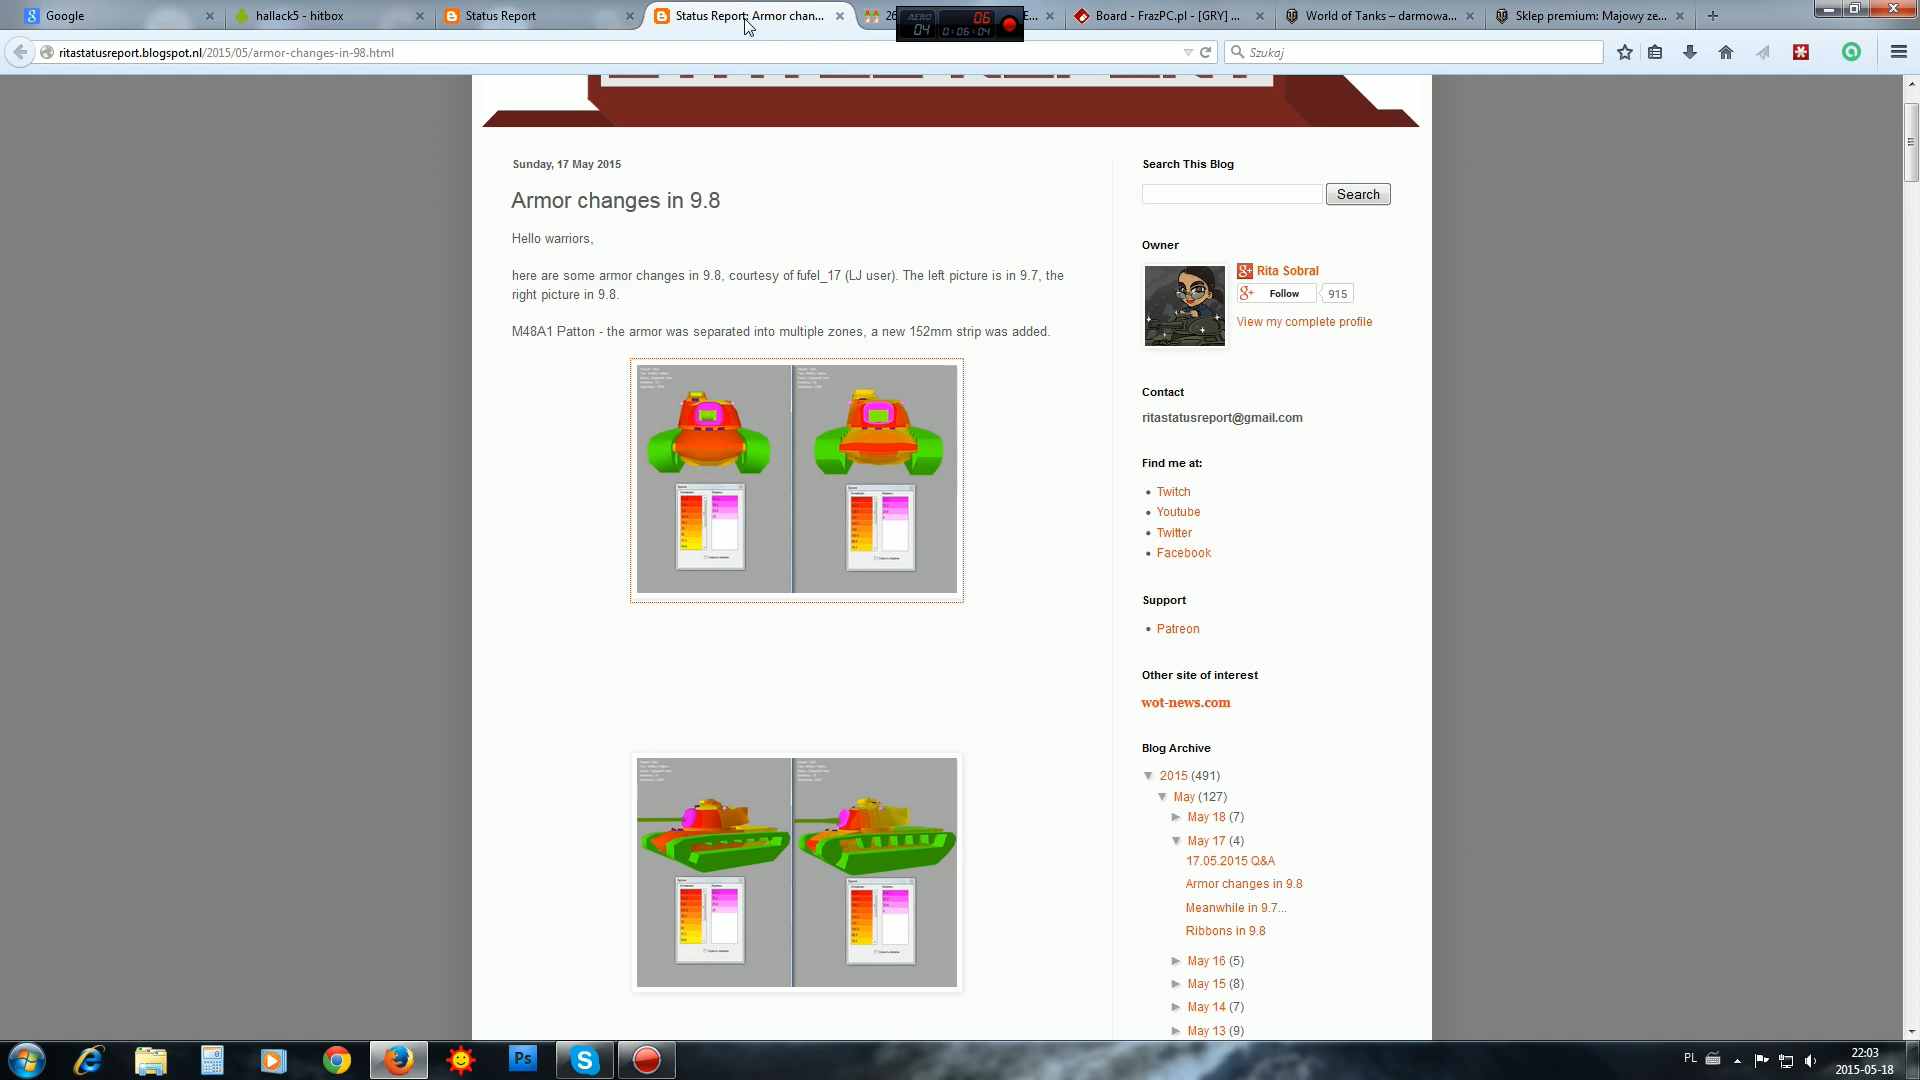 Google
hallack5 - hitbox
Status Report
Status Report: Armor chan...
26
E...
Board - FrazPC.pl - [GRY] ...
World of Tanks – darmowa...
Sklep premium: Majowy ze...
AERO
04
06
0:06:04
ritastatusreport.blogspot.nl/2015/05/armor-changes-in-98.html
Szukaj
Sunday, 17 May 2015
Armor changes in 9.8
Hello warriors,
here are some armor changes in 9.8, courtesy of fufel_17 (LJ user). The left picture is in 9.7, the
right picture in 9.8.
M48A1 Patton - the armor was separated into multiple zones, a new 152mm strip was added.
Search This Blog
Search
Owner
Rita Sobral
Follow
915
View my complete profile
Contact
ritastatusreport@gmail.com
Find me at:
Twitch
Youtube
Twitter
Facebook
Support
Patreon
Other site of interest
wot-news.com
Blog Archive
▼ 2015 (491)
▼ May (127)
► May 18 (7)
▼ May 17 (4)
17.05.2015 Q&A
Armor changes in 9.8
Meanwhile in 9.7...
Ribbons in 9.8
► May 16 (5)
► May 15 (8)
► May 14 (7)
► May 13 (9)
Ps
PL
22:03
2015-05-18